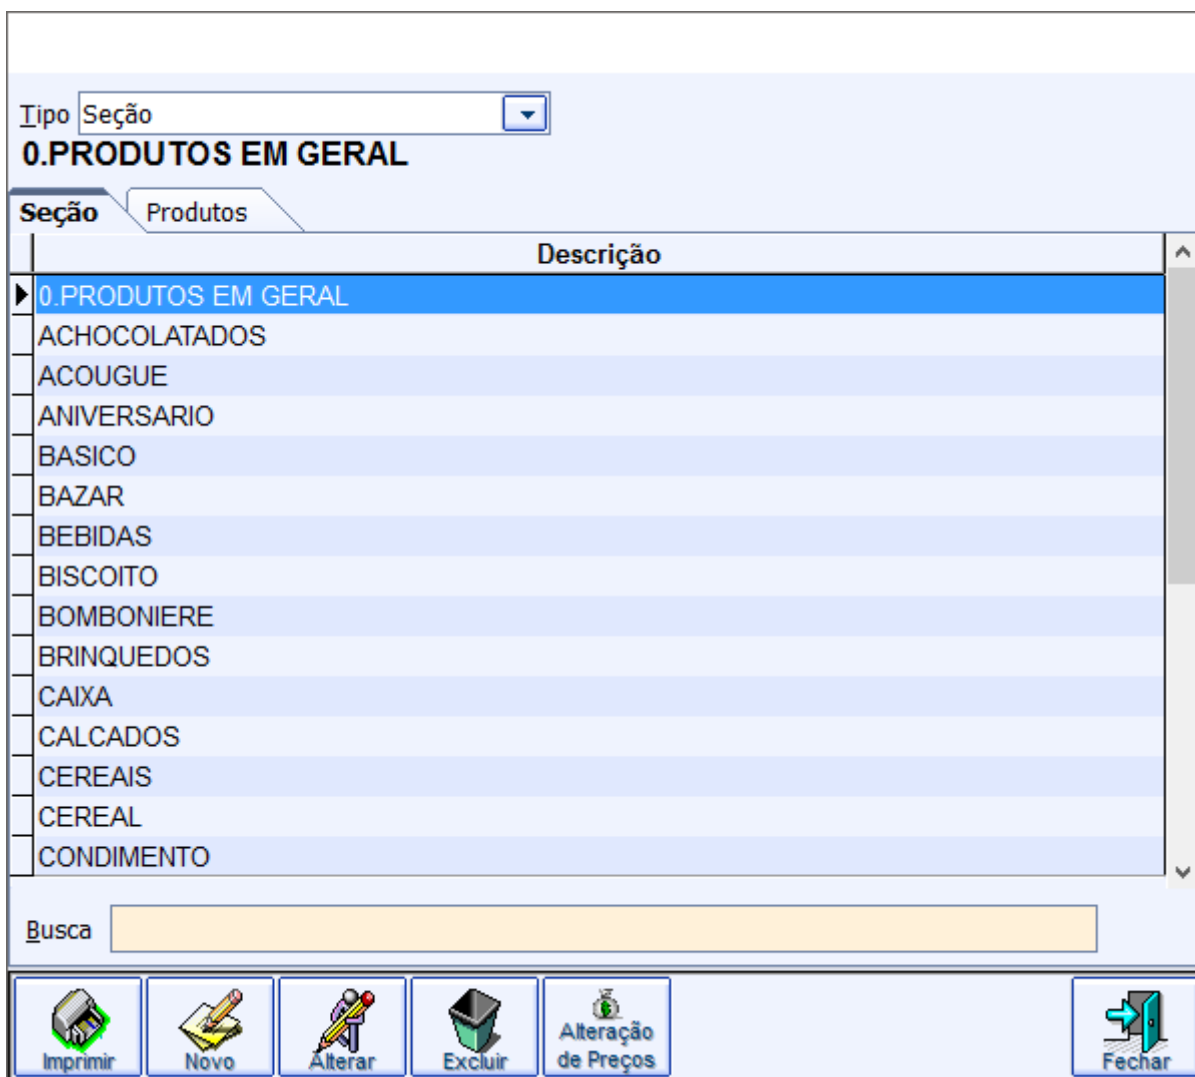 Tipo Seção
0.PRODUTOS EM GERAL
Seção Produtos
Descrição
0.PRODUTOS EM GERAL
ACHOCOLATADOS
ACOUGUE
ANIVERSARIO
BASICO
BAZAR
BEBIDAS
BISCOITO
BOMBONIERE
BRINQUEDOS
CAIXA
CALCADOS
CEREAIS
CEREAL
CONDIMENTO
Busca
Imprimir Novo Alterar Excluir Alteração
de Preços Fechar